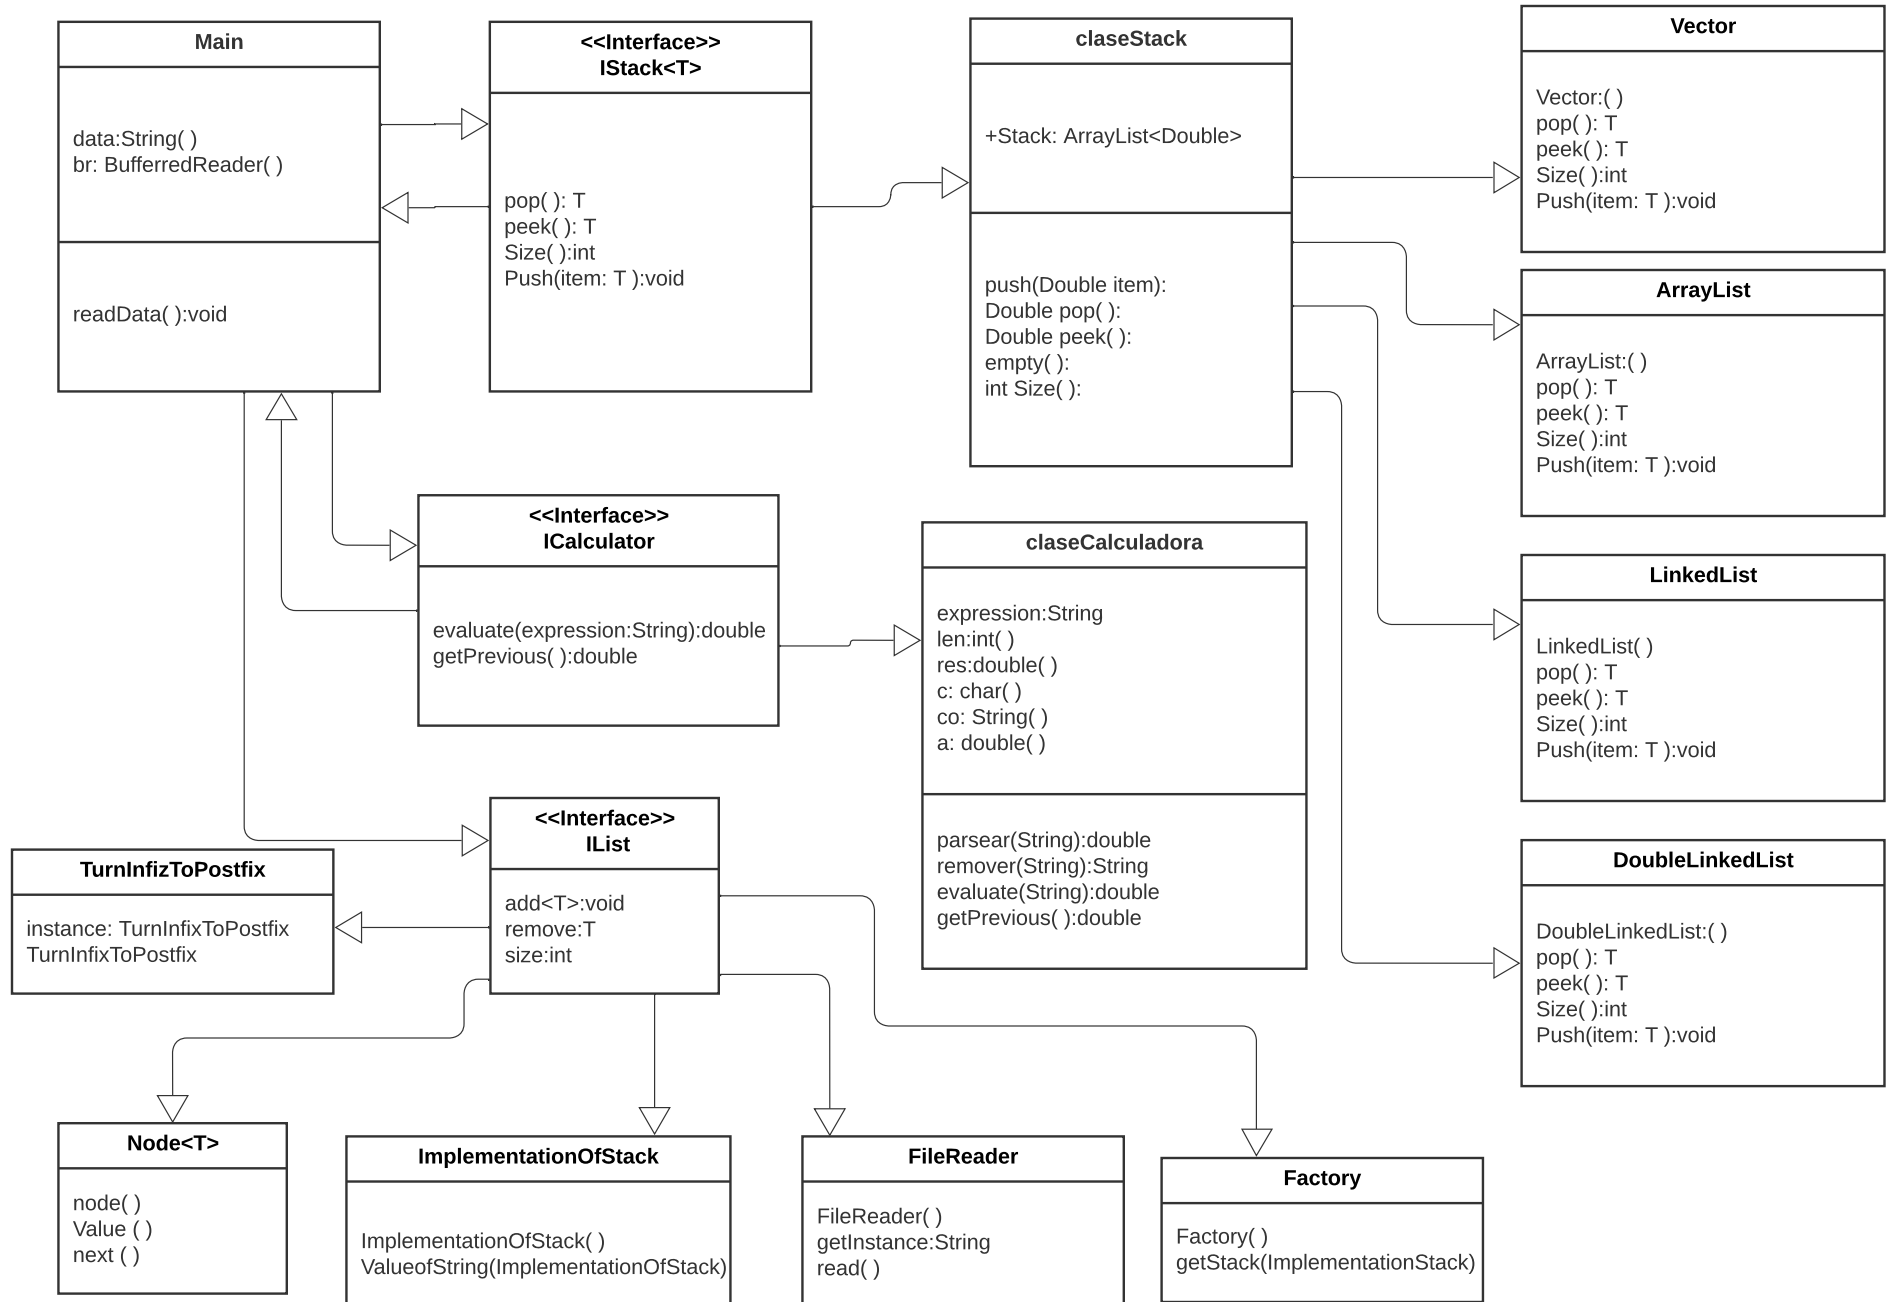 Main
data:String( )
br: BufferredReader( )
readData( ):void
<<Interface>>
IStack<T>
pop( ): T
peek( ): T
Size( ):int
Push(item: T ):void
claseStack
+Stack: ArrayList<Double>
push(Double item):
Double pop( ):
Double peek( ):
empty( ):
int Size( ):
Vector
Vector:( )
pop( ): T
peek( ): T
Size( ):int
Push(item: T ):void
ArrayList
ArrayList:( )
pop( ): T
peek( ): T
Size( ):int
Push(item: T ):void
<<Interface>>
ICalculator
evaluate(expression:String):double
getPrevious( ):double
claseCalculadora
expression:String
len:int( )
res:double( )
c: char( )
co: String( )
a: double( )
parsear(String):double
remover(String):String
evaluate(String):double
getPrevious( ):double
LinkedList
LinkedList( )
pop( ): T
peek( ): T
Size( ):int
Push(item: T ):void
DoubleLinkedList
DoubleLinkedList:( )
pop( ): T
peek( ): T
Size( ):int
Push(item: T ):void
<<Interface>>
IList
add<T>:void
remove:T
size:int
TurnInfizToPostfix
instance: TurnInfixToPostfix
TurnInfixToPostfix
Node<T>
node( )
Value ( )
next ( )
ImplementationOfStack
ImplementationOfStack( )
ValueofString(ImplementationOfStack)
FileReader
FileReader( )
getInstance:String
read( )
Factory
Factory( )
getStack(ImplementationStack)